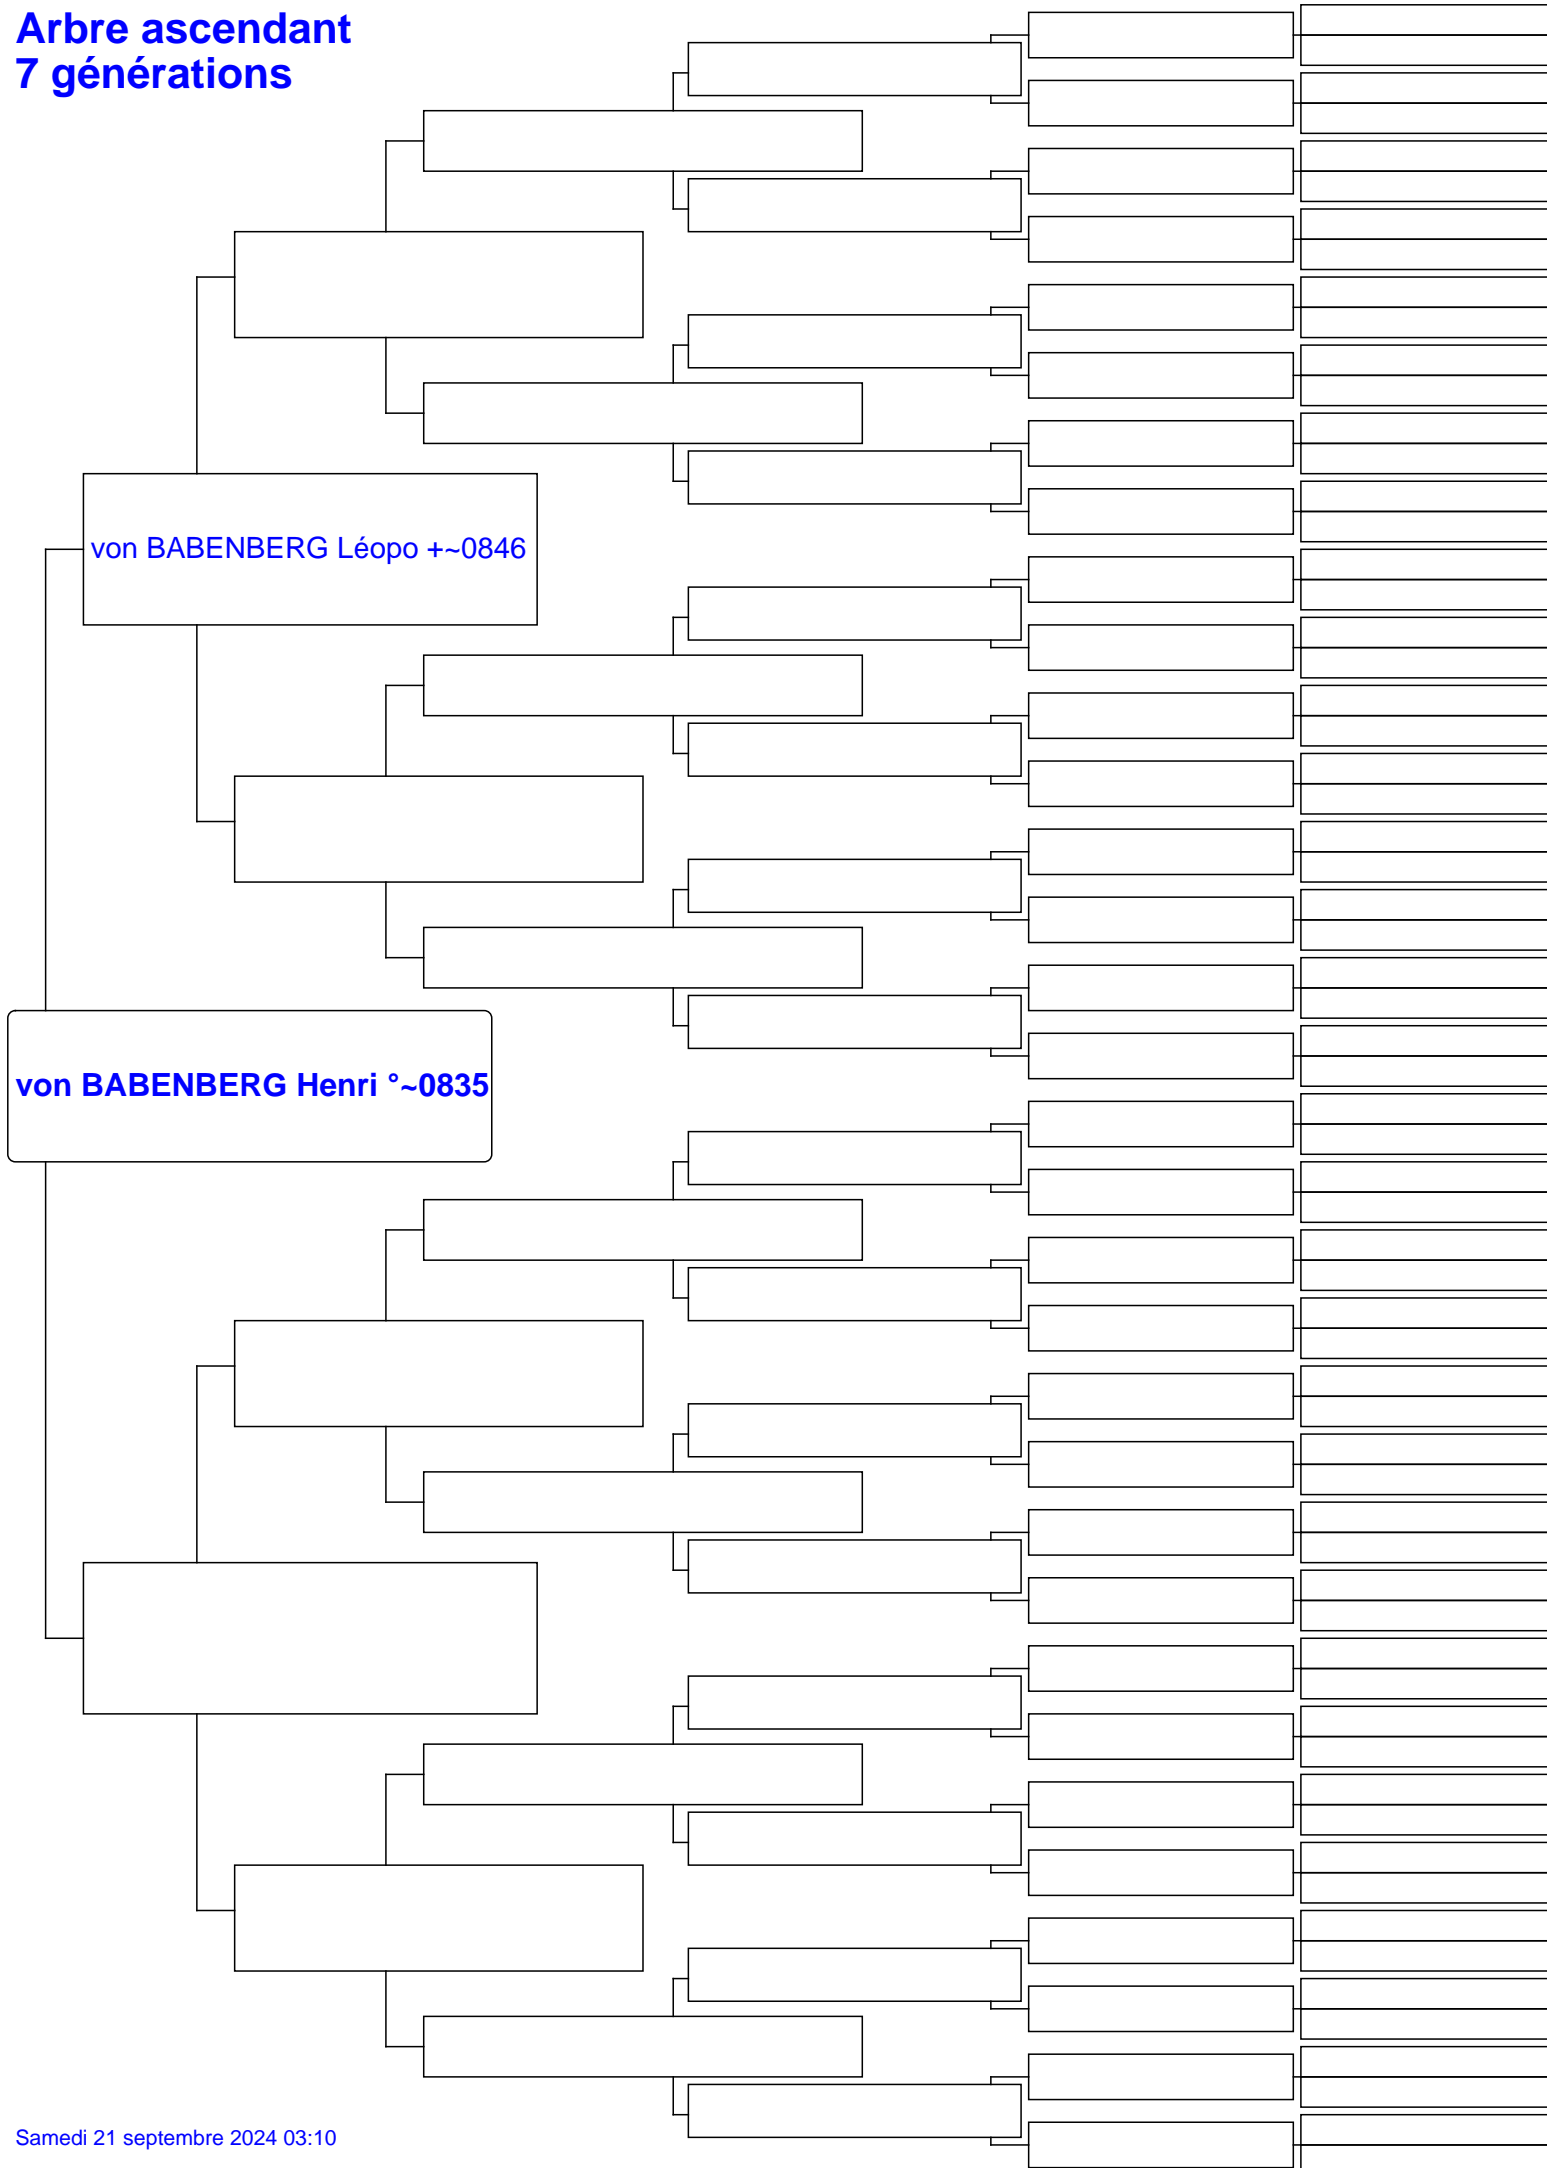 Arbre ascendant
7 générations
von BABENBERG Léopo +~0846
von BABENBERG Henri °~0835
Samedi 21 septembre 2024 03:10